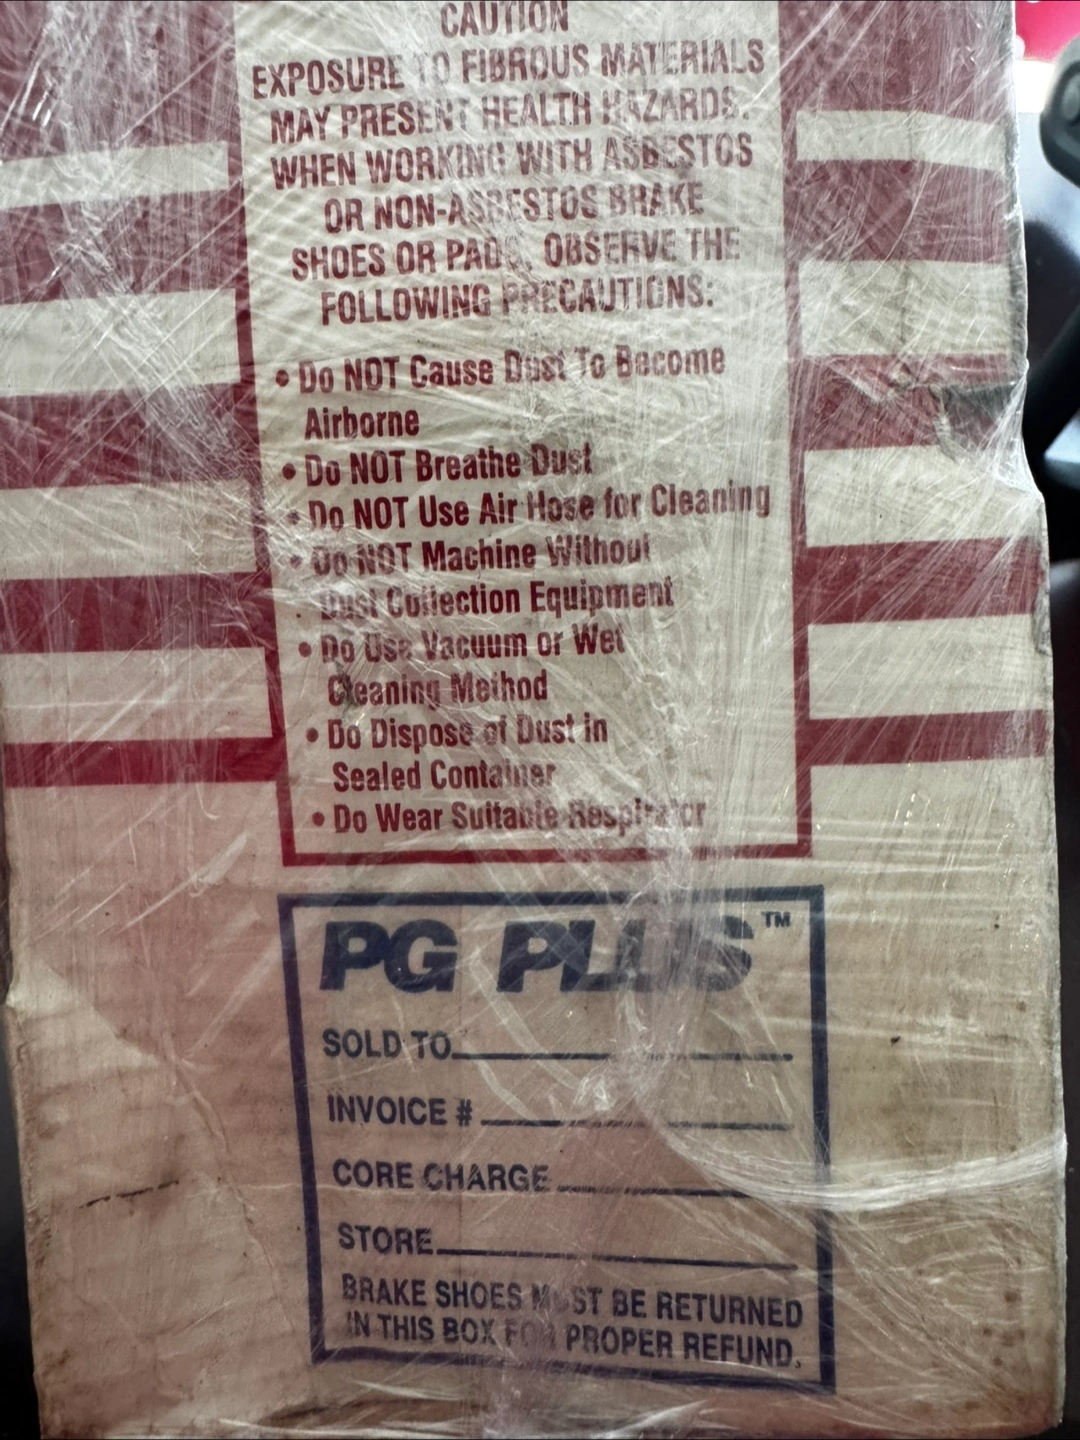 CAUTION
EXPOSURE TO FIBROUS MATERIALS
MAY PRESENT HEALTH HAZARDS.
WHEN WORKING WITH ASBESTOS
OR NON-ASBESTOS BRAKE
SHOES OR PADS, OBSERVE THE
FOLLOWING PRECAUTIONS:
• Do NOT Cause Dust To Become
Airborne
• Do NOT Breathe Dust
• Do NOT Use Air Hose for Cleaning
• Do NOT Machine Without
Dust Collection Equipment
• Do Use Vacuum or Wet
Cleaning Method
• Do Dispose of Dust in
Sealed Container
• Do Wear Suitable Respirator
PG PLUS™
SOLD TO
INVOICE #
CORE CHARGE
STORE
BRAKE SHOES MUST BE RETURNED
IN THIS BOX FOR PROPER REFUND.